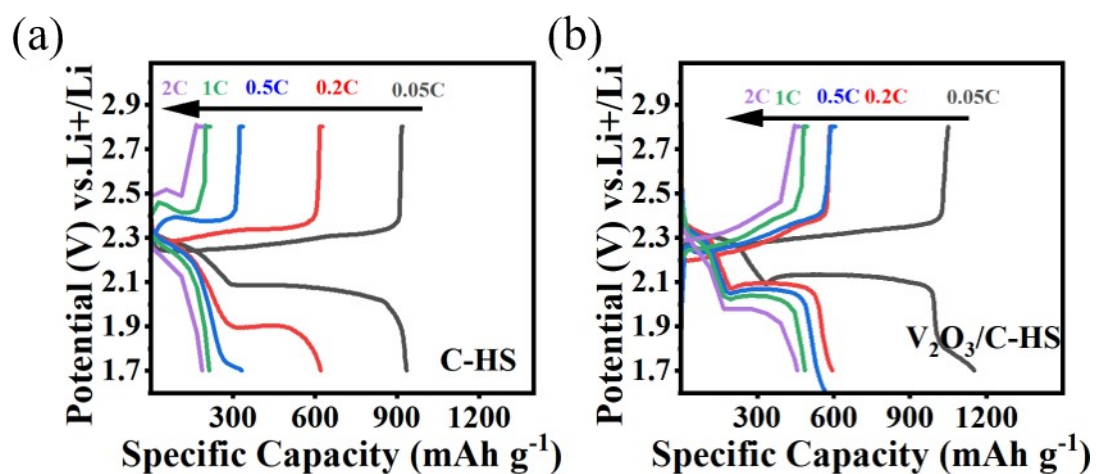 (a)
Potential (V) vs.Li+/Li
2.9
2.7
2.5
2.3
2.1
1.9
1.7
2C 1C 0.5C 0.2C 0.05C
C-HS
300 600 900 1200
Specific Capacity (mAh g⁻¹)
(b)
Potential (V) vs.Li+/Li
2.9
2.7
2.5
2.3
2.1
1.9
1.7
2C 1C 0.5C 0.2C 0.05C
V₂O₃/C-HS
300 600 900 1200
Specific Capacity (mAh g⁻¹)